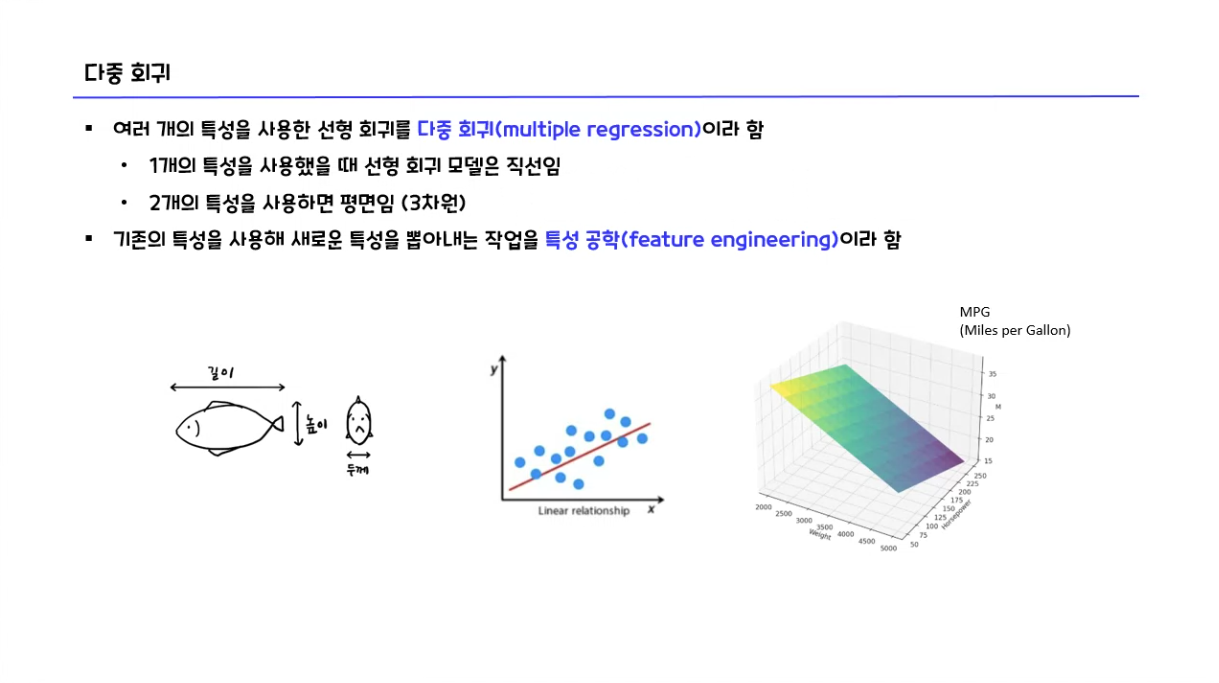 다중 회귀
▪ 여러 개의 특성을 사용한 선형 회귀를 다중 회귀(multiple regression)이라 함
• 1개의 특성을 사용했을 때 선형 회귀 모델은 직선임
• 2개의 특성을 사용하면 평면임 (3차원)
▪ 기존의 특성을 사용해 새로운 특성을 뽑아내는 작업을 특성 공학(feature engineering)이라 함
길이
높이
두께
y
Linear relationship
x
MPG
(Miles per Gallon)
35
30
M
25
20
15
250
225
200
175
150
125
100
75
50
Horsepower
2000
2500
3000
3500
4000
4500
5000
Weight